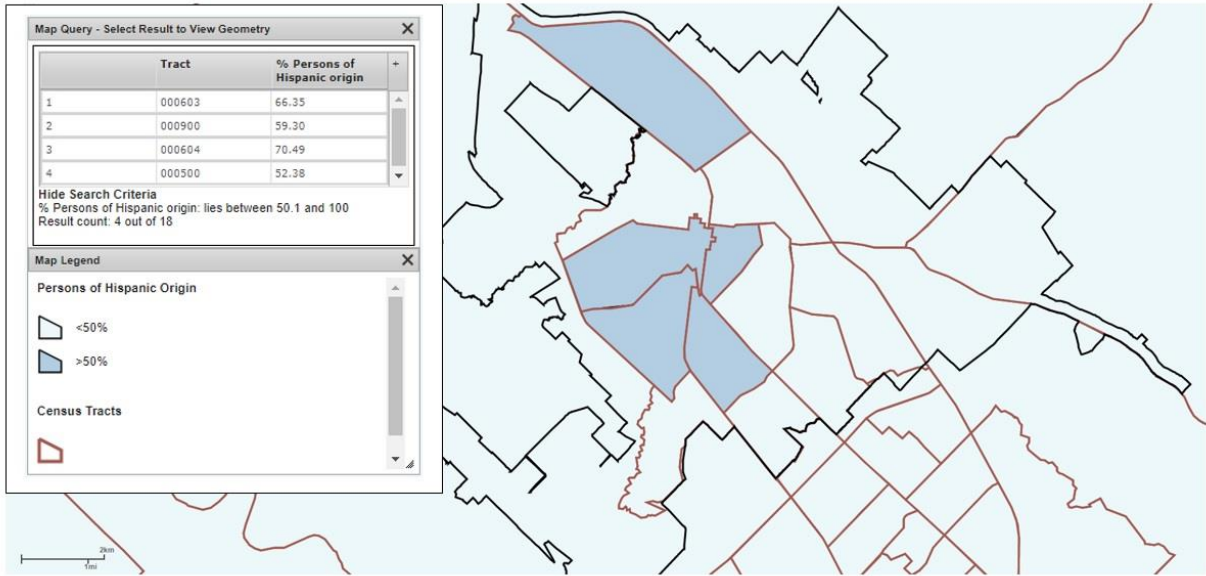 Map Query - Select Result to View Geometry
Tract % Persons of Hispanic origin +
1 000603 66.35
2 000900 59.30
3 000604 70.49
4 000500 52.38
Hide Search Criteria
% Persons of Hispanic origin: lies between 50.1 and 100
Result count: 4 out of 18
Map Legend
Persons of Hispanic Origin
<50%
>50%
Census Tracts
2km
1mi